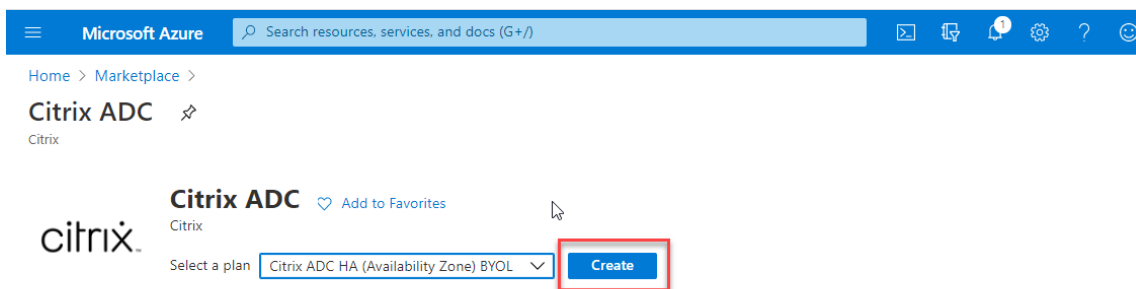 Microsoft Azure
Search resources, services, and docs (G+/)
1
Home > Marketplace >
Citrix ADC
Citrix
citrix
Citrix ADC
Add to Favorites
Citrix
Select a plan
Citrix ADC HA (Availability Zone) BYOL
Create